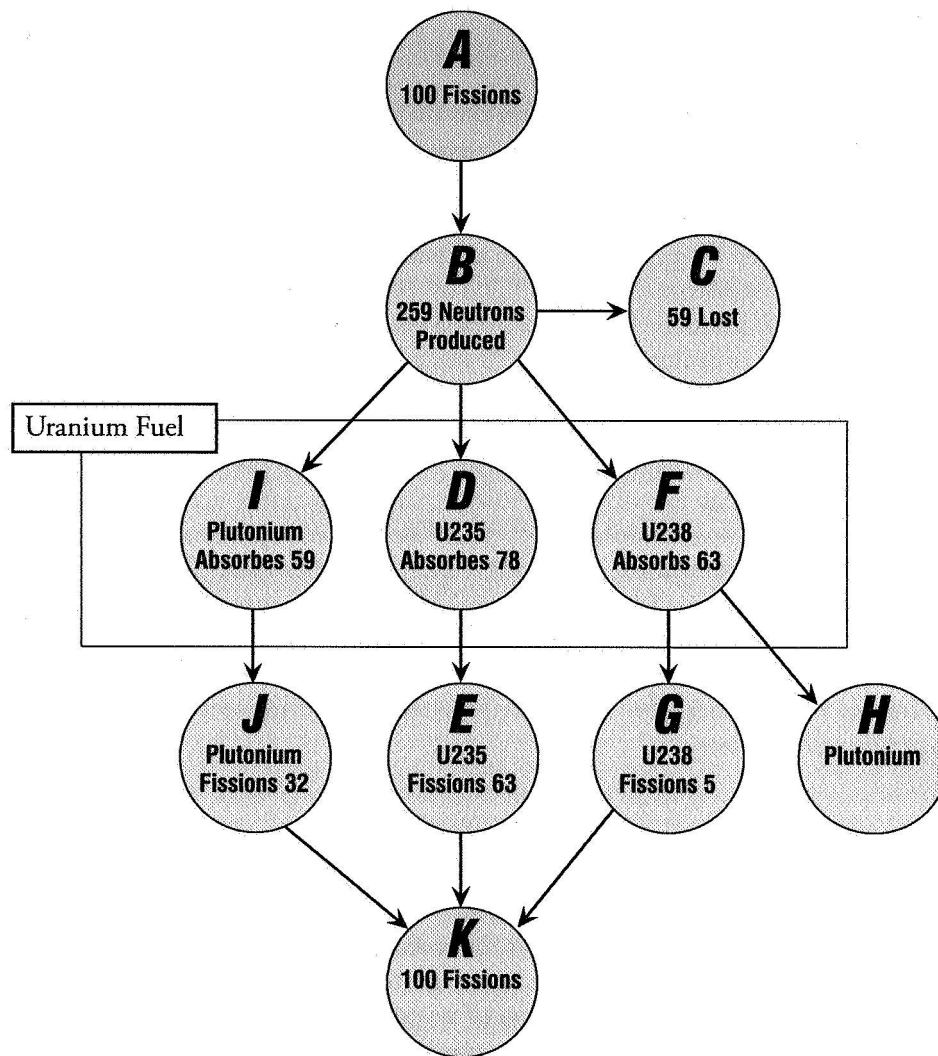 A
100 Fissions
B
259 Neutrons
Produced
C
59 Lost
Uranium Fuel
I
Plutonium
Absorbes 59
D
U235
Absorbes 78
F
U238
Absorbs 63
J
Plutonium
Fissions 32
E
U235
Fissions 63
G
U238
Fissions 5
H
Plutonium
K
100 Fissions